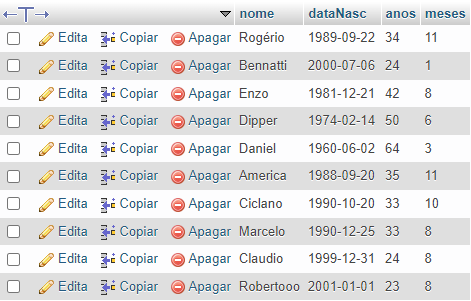 nome dataNasc anos meses
Edita Copiar Apagar Rogério 1989-09-22 34 11
Edita Copiar Apagar Bennatti 2000-07-06 24 1
Edita Copiar Apagar Enzo 1981-12-21 42 8
Edita Copiar Apagar Dipper 1974-02-14 50 6
Edita Copiar Apagar Daniel 1960-06-02 64 3
Edita Copiar Apagar America 1988-09-20 35 11
Edita Copiar Apagar Ciclano 1990-10-20 33 10
Edita Copiar Apagar Marcelo 1990-12-25 33 8
Edita Copiar Apagar Claudio 1999-12-31 24 8
Edita Copiar Apagar Robertooo 2001-01-01 23 8